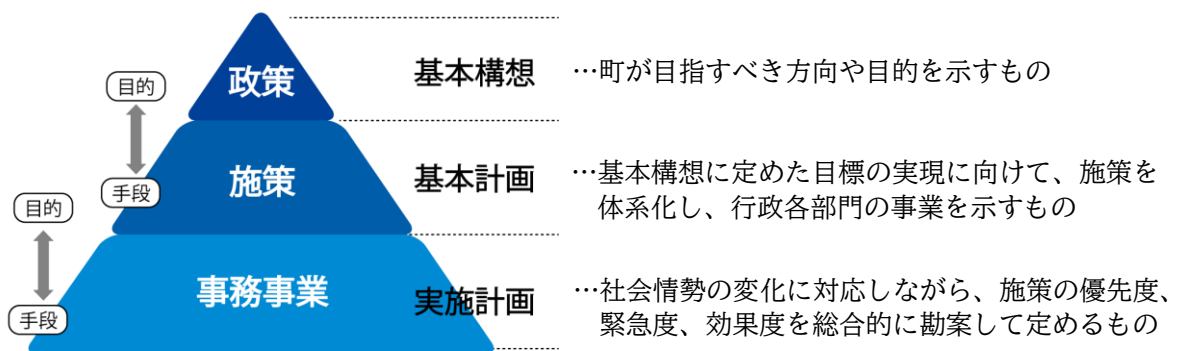 政策
基本構想
…町が目指すべき方向や目的を示すもの
目的
手段
施策
基本計画
…基本構想に定めた目標の実現に向けて、施策を
体系化し、行政各部門の事業を示すもの
目的
手段
事務事業
実施計画
…社会情勢の変化に対応しながら、施策の優先度、
緊急度、効果度を総合的に勘案して定めるもの